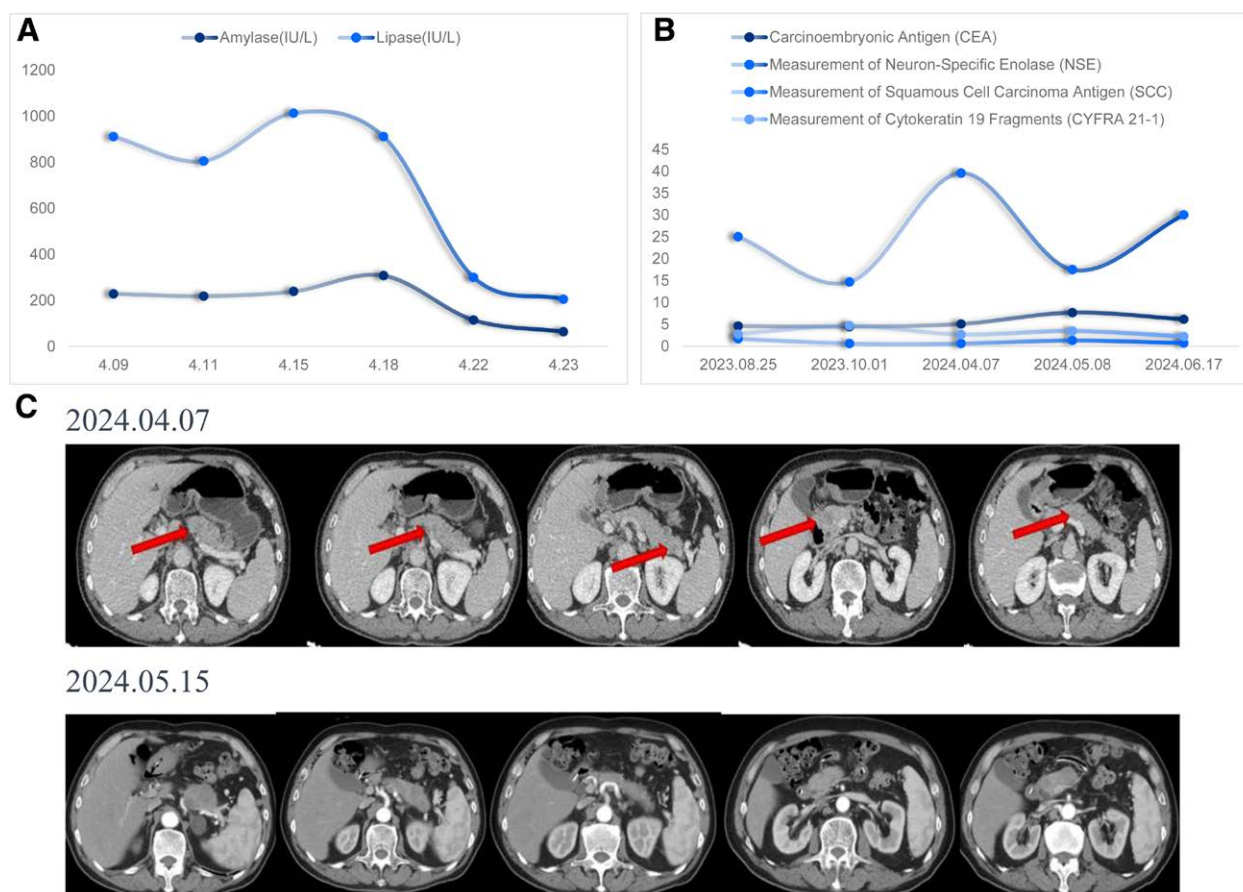 A
Amylase(IU/L) Lipase(IU/L)
1200
1000
800
600
400
200
0
4.09 4.11 4.15 4.18 4.22 4.23
B
Carcinoembryonic Antigen (CEA)
Measurement of Neuron-Specific Enolase (NSE)
Measurement of Squamous Cell Carcinoma Antigen (SCC)
Measurement of Cytokeratin 19 Fragments (CYFRA 21-1)
45
40
35
30
25
20
15
10
5
0
2023.08.25 2023.10.01 2024.04.07 2024.05.08 2024.06.17
C
2024.04.07
2024.05.15